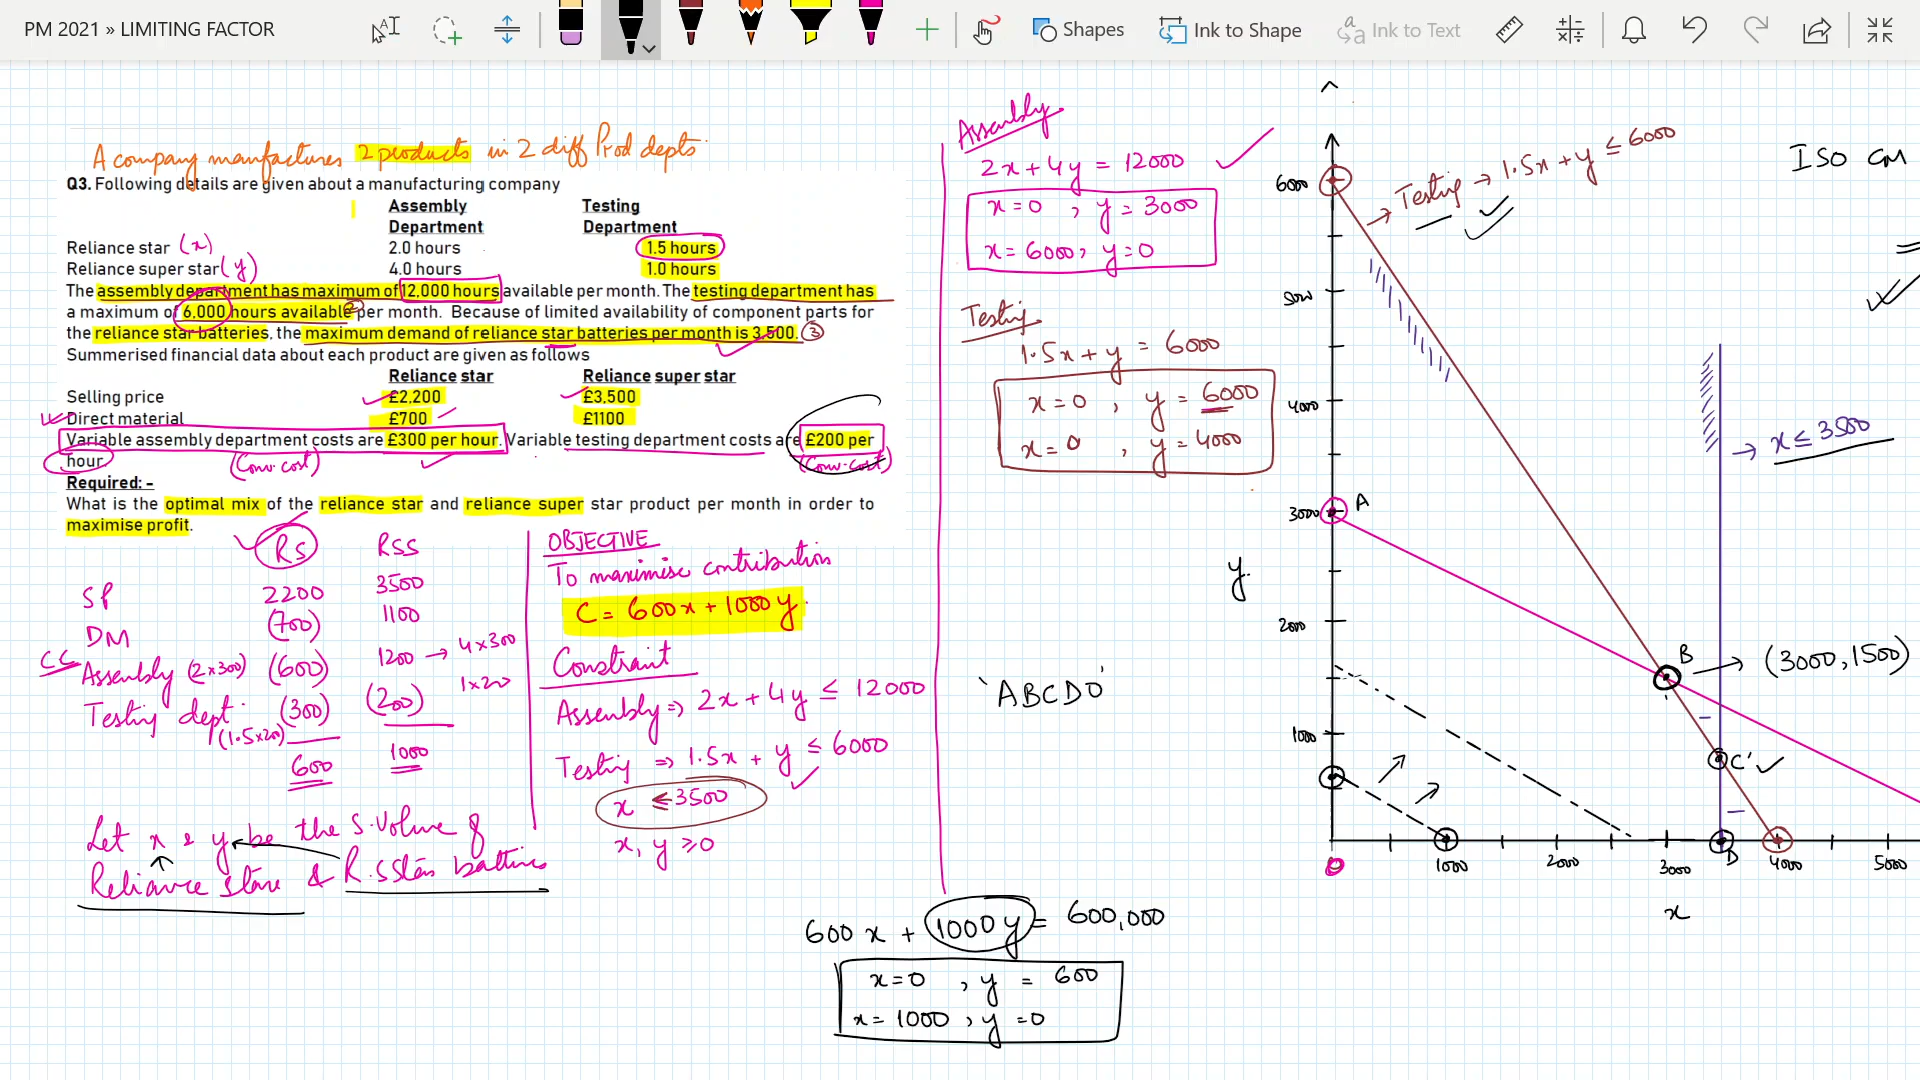 PM 2021 » LIMITING FACTOR
Shapes
Ink to Shape
Ink to Text
A company manufactures 2 products in 2 diff Prod depts.
Q3. Following details are given about a manufacturing company
Assembly Department
Testing Department
Reliance star (x) 2.0 hours 1.5 hours
Reliance super star (y) 4.0 hours 1.0 hours
The assembly department has maximum of 12,000 hours available per month. The testing department has
a maximum of 6,000 hours available (2) per month. Because of limited availability of component parts for
the reliance star batteries, the maximum demand of reliance star batteries per month is 3,500. (3)
Summerised financial data about each product are given as follows
Reliance star Reliance super star
Selling price £2,200 £3,500
Direct material £700 £1100
Variable assembly department costs are £300 per hour. Variable testing department costs are £200 per
hour.
(Conv. cost) (Conv. cost)
Required: -
What is the optimal mix of the reliance star and reliance super star product per month in order to
maximise profit.
RS RSS
SP 2200 3500
DM (700) 1100
CC Assembly (2x300) (600) 1200 → 4x300
Testing dept. (300) (200) 1x200
(1.5x200)
600 1000
Let x & y be the s.volume of
Reliance stare & R.SStar batteries
OBJECTIVE
To maximise contribution
C = 600x + 1000y
Constraint
Assembly ⇒ 2x + 4y ≤ 12000
Testing ⇒ 1.5x + y ≤ 6000
x ≤ 3500
x, y ≥ 0
Assembly
2x + 4y = 12000
x = 0 , y = 3000
x = 6000, y = 0
Testing
1.5x + y = 6000
x = 0 , y = 6000
x = 0 , y = 4000
'ABCDO'
600 x + 1000 y = 600,000
x = 0 , y = 600
x = 1000 , y = 0
→ Testing → 1.5x + y ≤ 6000
ISO CM
6000
5000
4000
→ x ≤ 3500
3000 A
y
2000
B → (3000, 1500)
1000
C'
0 1000 2000 3000 D 4000 5000
x